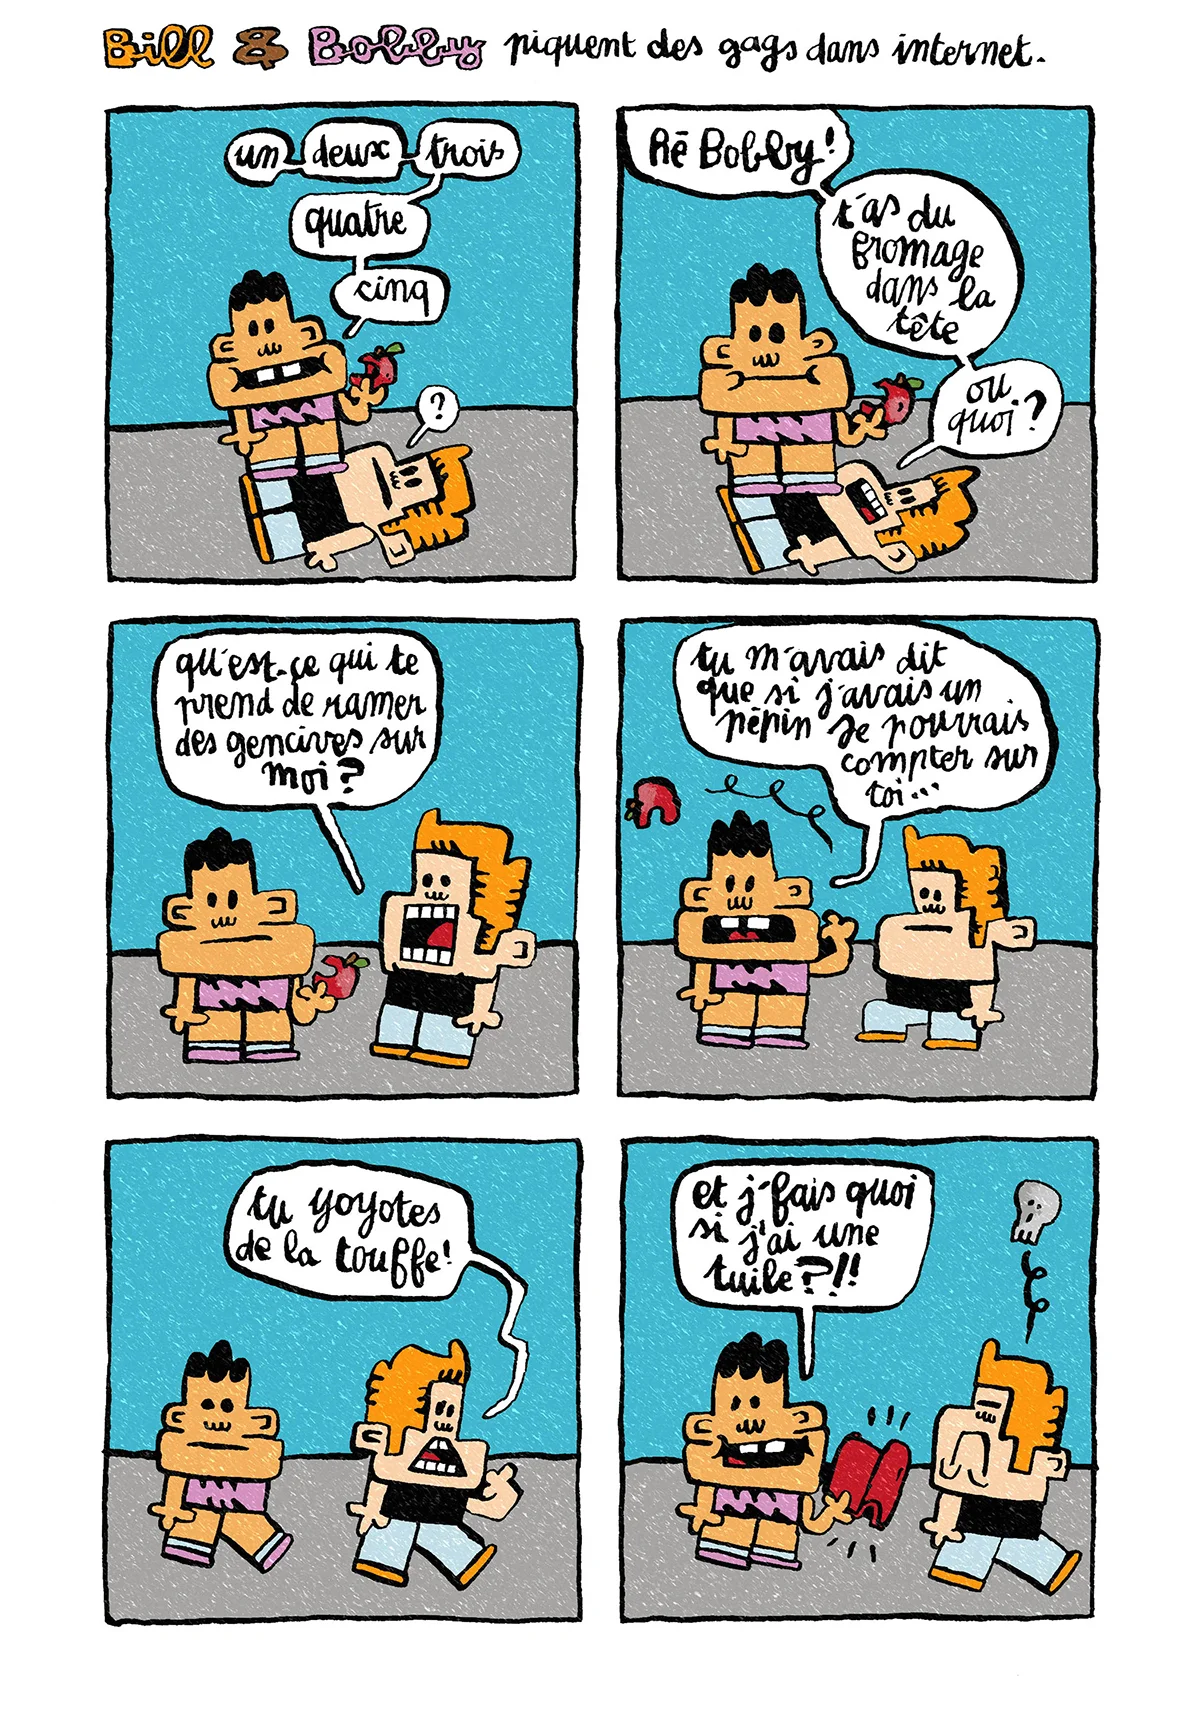 Bill & Bobby piquent des gags dans internet.
un deux trois
quatre
cinq
?
hé Bobby!
t'as du
fromage
dans la
tête
ou
quoi?
qu'est-ce qui te
prend de ramer
des gencives sur
moi?
tu m'avais dit
que si j'avais un
pépin je pourrais
compter sur
toi...
tu yoyotes
de la touffe!
et j'fais quoi
si j'ai une
tuile?!!